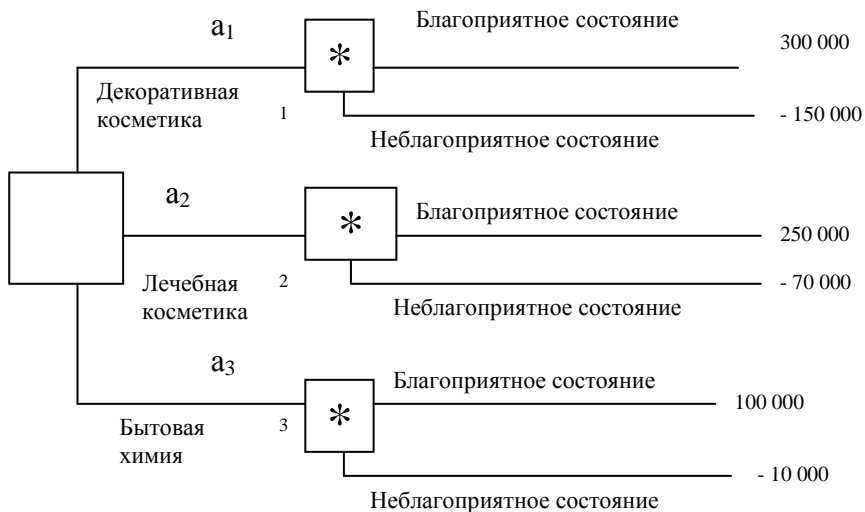 a1
Благоприятное состояние
300 000
*
Декоративная
косметика
1
- 150 000
Неблагоприятное состояние
a2
Благоприятное состояние
250 000
*
Лечебная
косметика
2
- 70 000
Неблагоприятное состояние
a3
Благоприятное состояние
100 000
*
Бытовая
химия
3
- 10 000
Неблагоприятное состояние